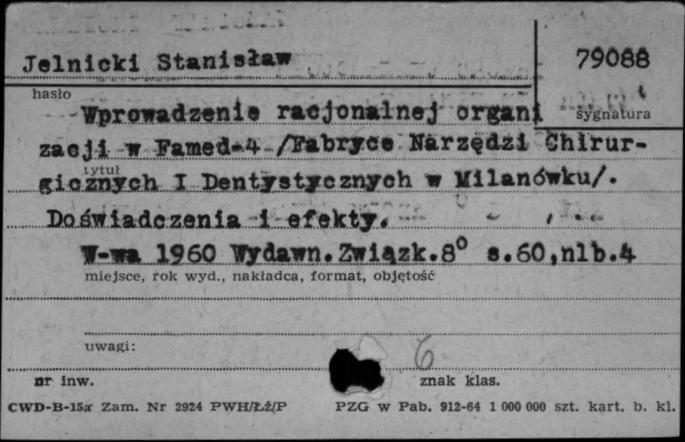 Jelnicki Stanisław
79088
hasło
sygnatura
Wprowadzenie racjonalnej organi
zacji w Famed-4 /Fabryce Narzędzi Chirur-
tytuł
gicznych I Dentystycznych w Milanówku/.
Doświadczenia i efekty.
W-wa 1960 Wydawn.Związk.8° s.60,nlb.4
miejsce, rok wyd., nakładca, format, objętość
uwagi:
6
nr inw.
znak klas.
CWD-B-15a Zam. Nr 2924 PWH/Łź/P PZG w Pab. 912-64 1 000 000 szt. kart. b. kl.